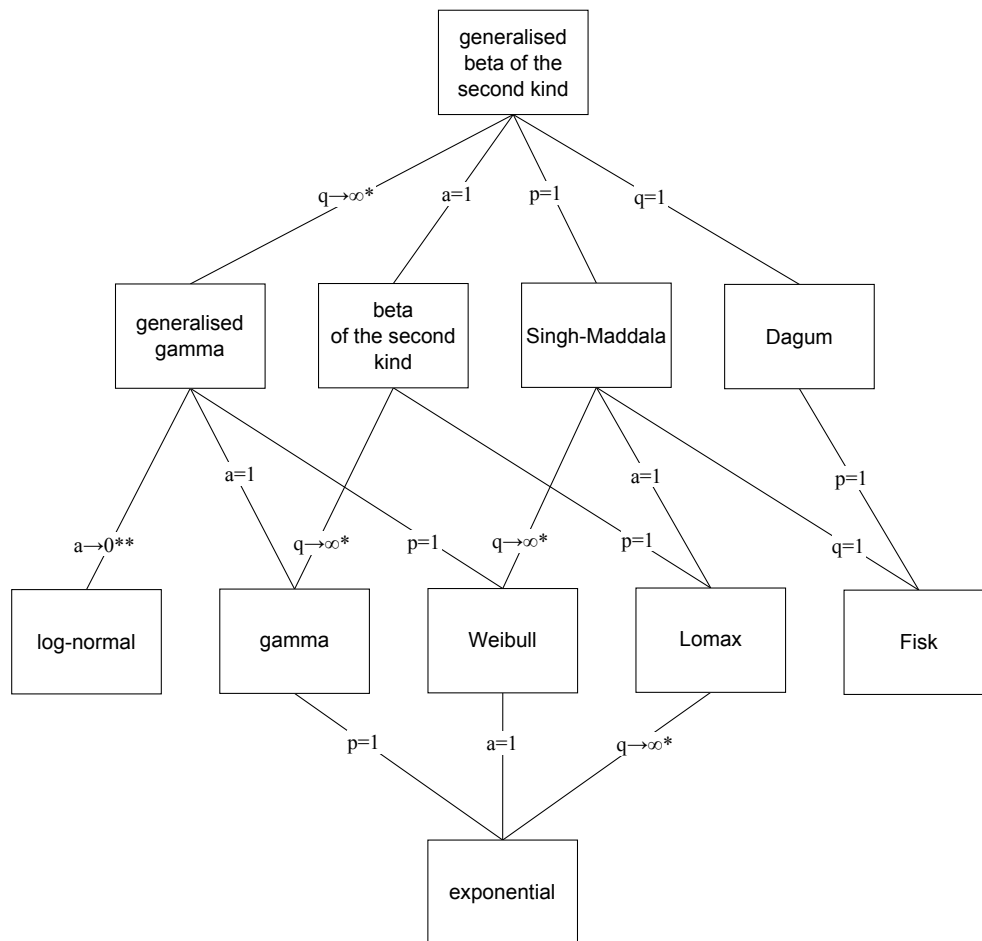 generalised
beta of the
second kind
q→∞*
a=1
p=1
q=1
generalised
gamma
beta
of the second
kind
Singh-Maddala
Dagum
a=1
a=1
p=1
a→0**
q→∞*
p=1
q→∞*
p=1
q=1
log-normal
gamma
Weibull
Lomax
Fisk
p=1
a=1
q→∞*
exponential